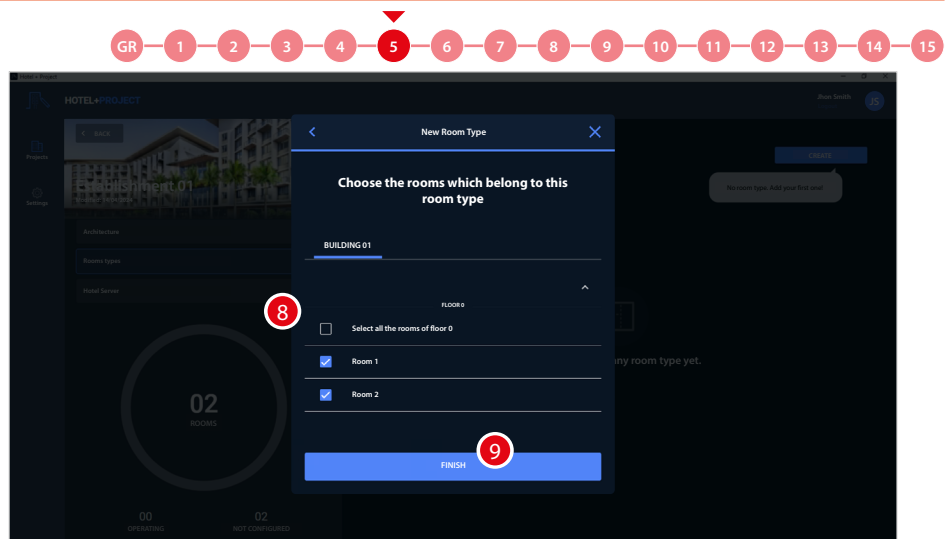 GR 1 2 3 4 5 6 7 8 9 10 11 12 13 14 15
Hotel + Project
HOTEL+PROJECT
Jhon Smith
JS
< BACK
Projects
Settings
Establishment 01
Architecture
Rooms types
Hotel Server
02
ROOMS
00
OPERATING
02
NOT CONFIGURED
CREATE
No room type. Add your first one!
any room type yet.
New Room Type
Choose the rooms which belong to this
room type
BUILDING 01
FLOOR 0
8
Select all the rooms of floor 0
Room 1
Room 2
9
FINISH